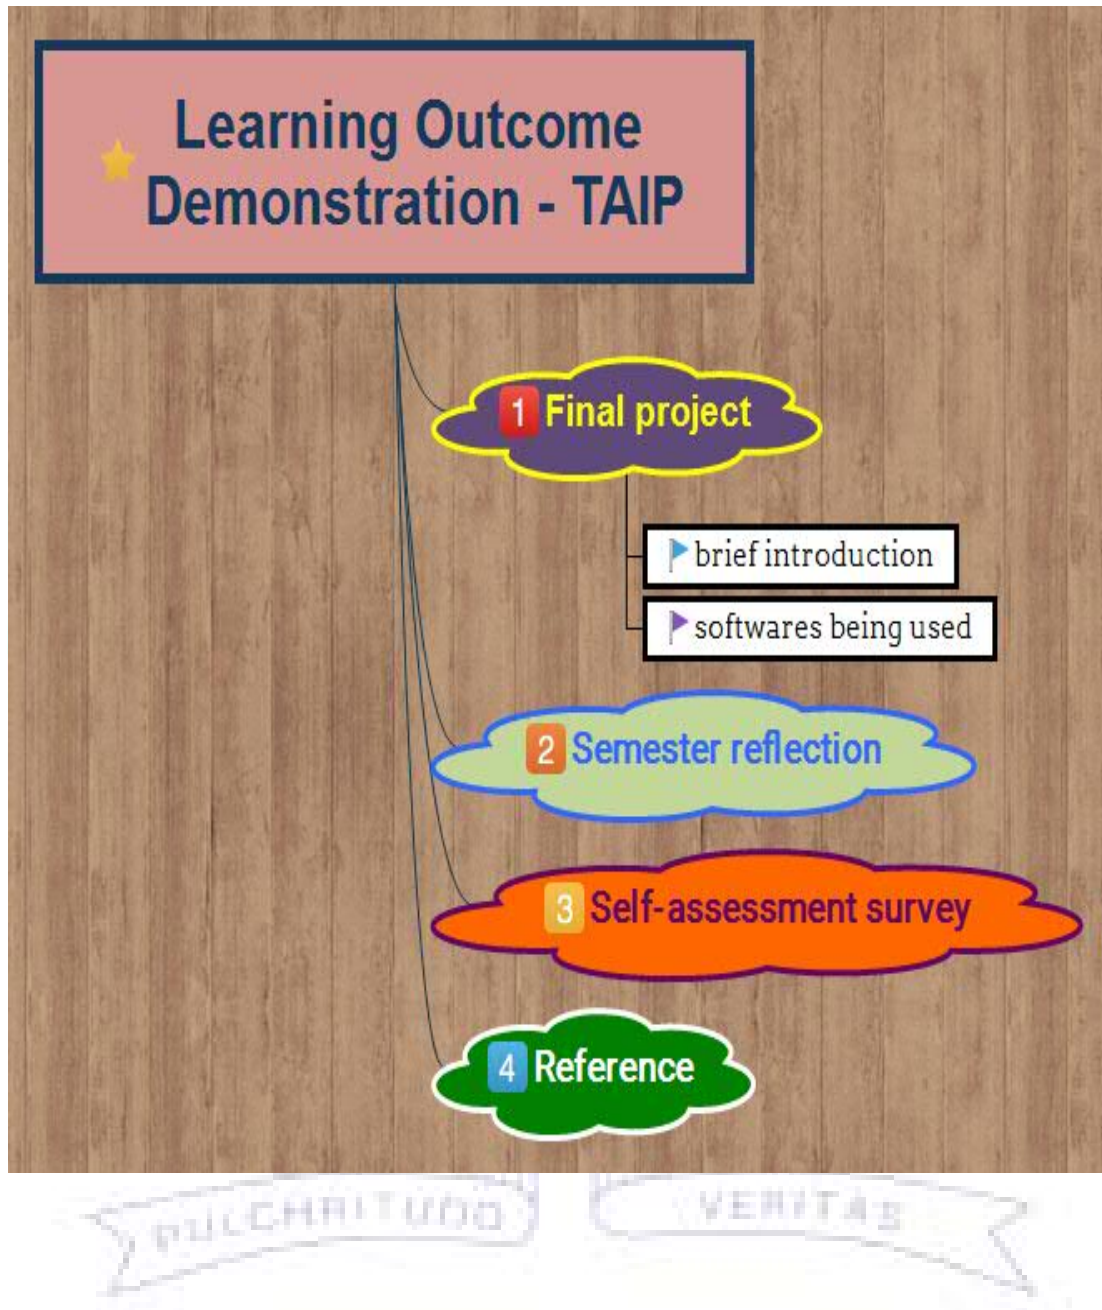 Learning Outcome
Demonstration - TAIP
1 Final project
brief introduction
softwares being used
2 Semester reflection
3 Self-assessment survey
4 Reference
PULCHRITUDO VERITAS